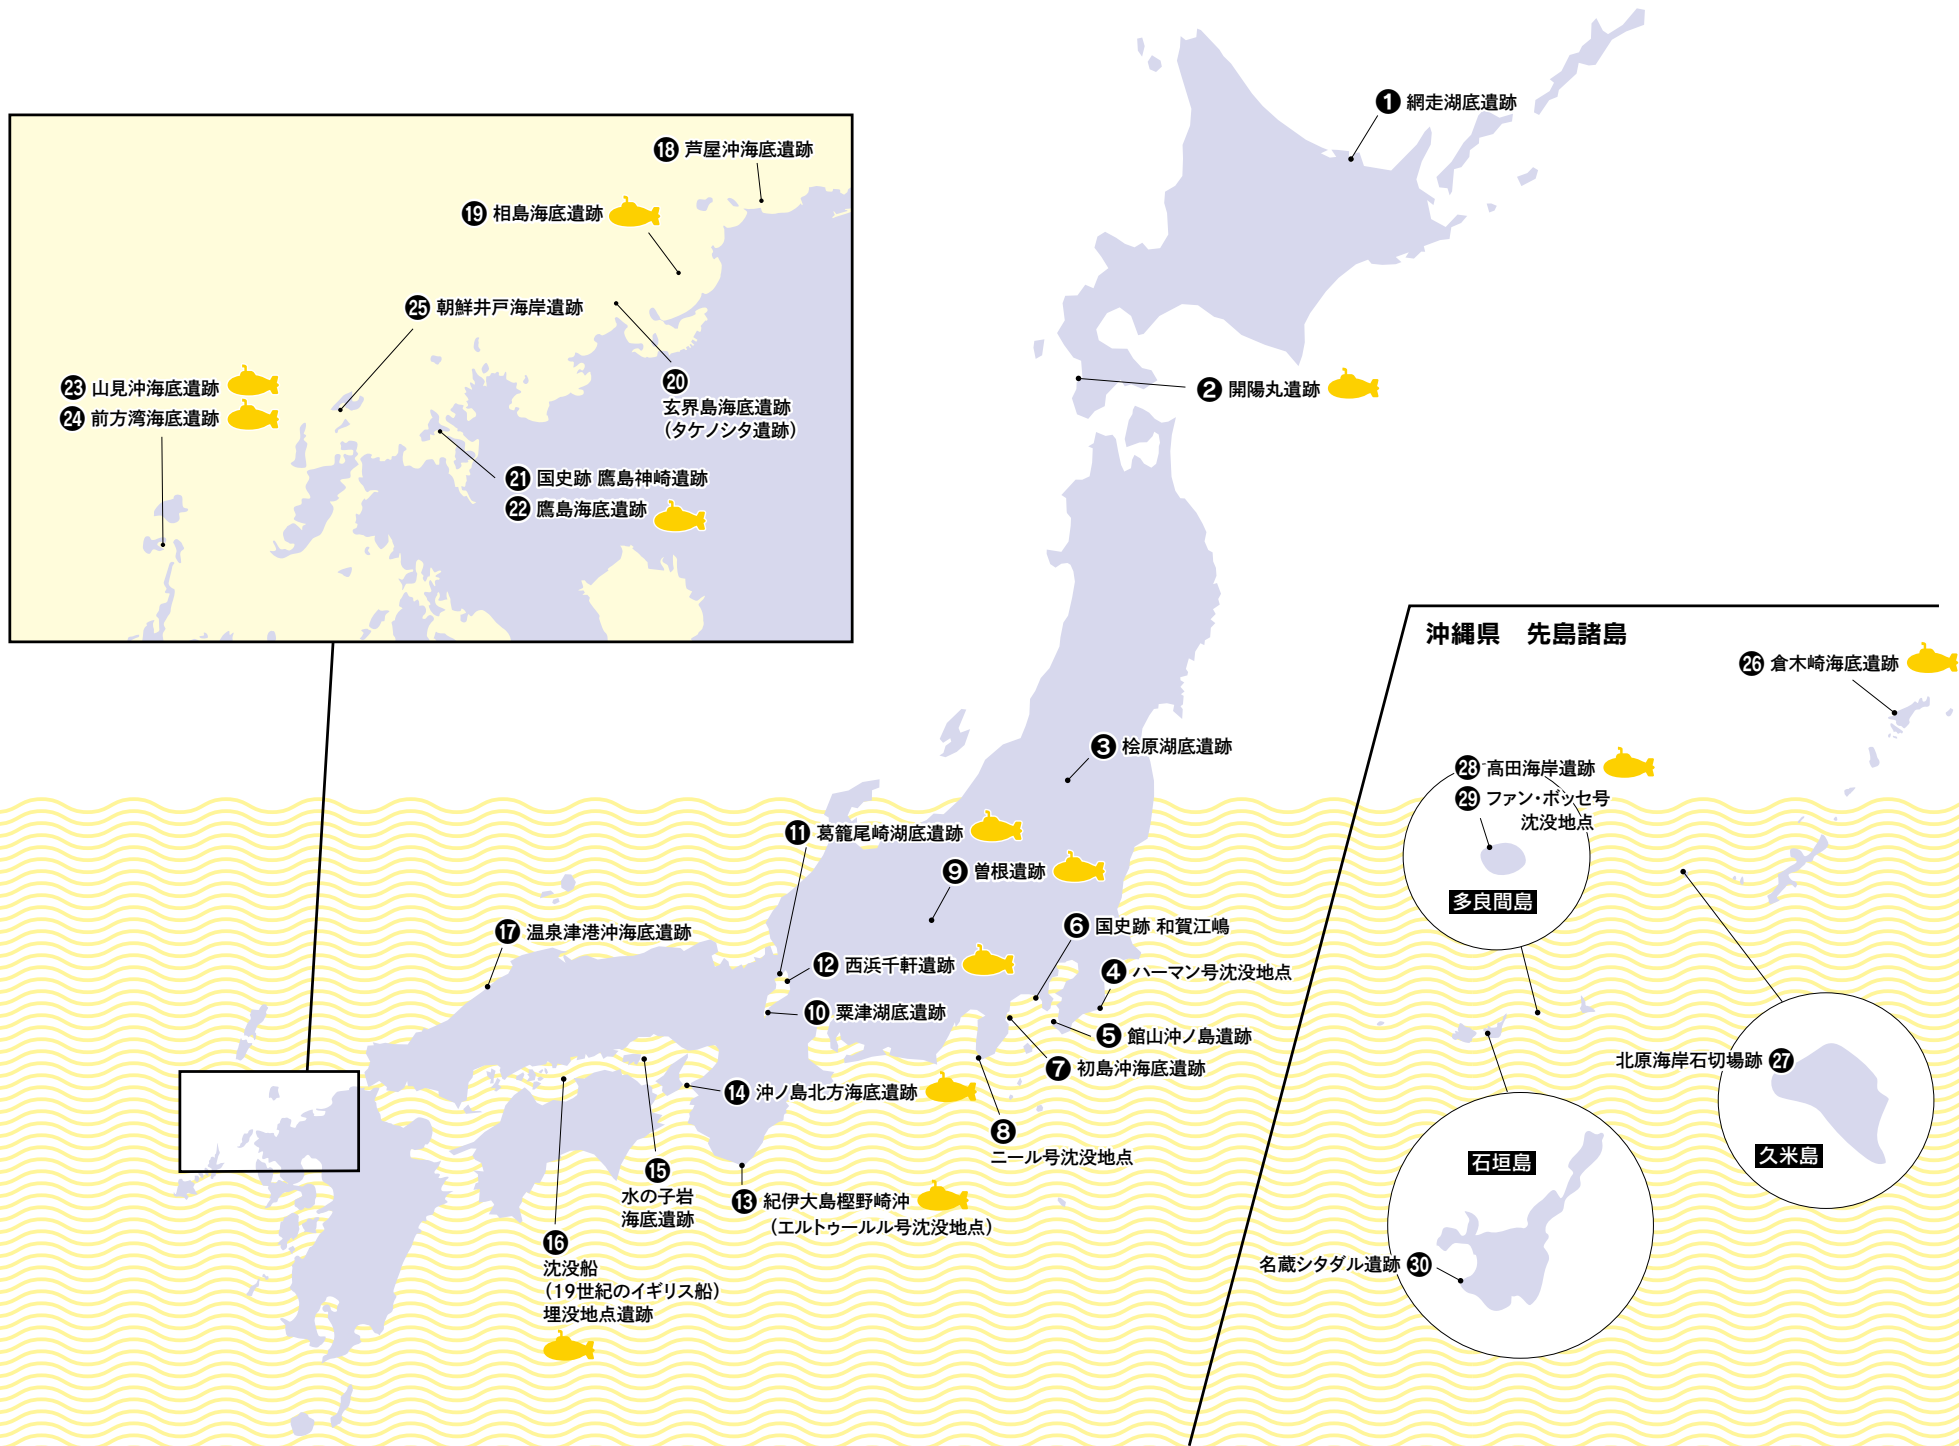 ❶ 網走湖底遺跡
❷ 開陽丸遺跡
❸ 桧原湖底遺跡
❹ ハーマン号沈没地点
❺ 館山沖ノ島遺跡
❻ 国史跡 和賀江嶋
❼ 初島沖海底遺跡
❽
ニール号沈没地点
❾ 曽根遺跡
❿ 粟津湖底遺跡
⓫ 葛籠尾崎湖底遺跡
⓬ 西浜千軒遺跡
⓭ 紀伊大島樫野崎沖
（エルトゥールル号沈没地点）
⓮ 沖ノ島北方海底遺跡
⓯
水の子岩
海底遺跡
⓰
沈没船
（19世紀のイギリス船）
埋没地点遺跡
⓱ 温泉津港沖海底遺跡
⓲ 芦屋沖海底遺跡
⓳ 相島海底遺跡
⓴
玄界島海底遺跡
（タケノシタ遺跡）
㉑ 国史跡 鷹島神崎遺跡
㉒ 鷹島海底遺跡
㉓ 山見沖海底遺跡
㉔ 前方湾海底遺跡
㉕ 朝鮮井戸海岸遺跡
沖縄県　先島諸島
㉖ 倉木崎海底遺跡
北原海岸石切場跡 ㉗
久米島
㉘ 高田海岸遺跡
㉙ ファン・ボッセ号
沈没地点
多良間島
石垣島
名蔵シタダル遺跡 ㉚